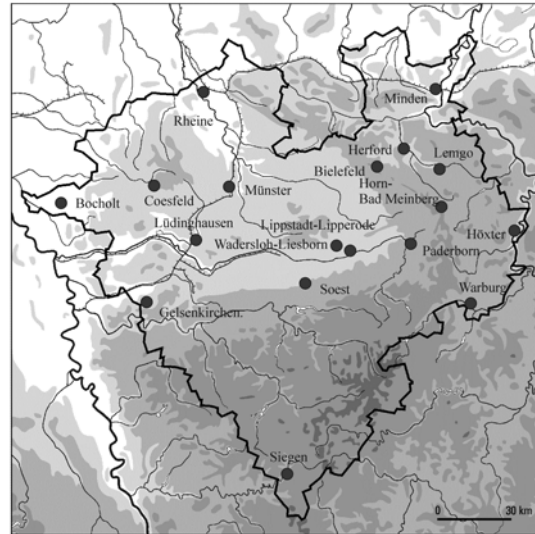 Minden
Rheine
Herford
Lemgo
Bielefeld
Horn-
Bad Meinberg
Coesfeld
Münster
Bocholt
Lüdinghausen
Lippstadt-Lipperode
Wadersloh-Liesborn
Höxter
Paderborn
Soest
Warburg
Gelsenkirchen.
Siegen
0 30 km